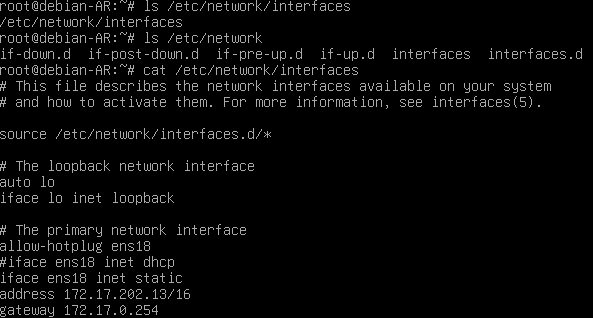 root@debian-AR:~# ls /etc/network/interfaces
/etc/network/interfaces
root@debian-AR:~# ls /etc/network
if-down.d  if-post-down.d  if-pre-up.d  if-up.d  interfaces  interfaces.d
root@debian-AR:~# cat /etc/network/interfaces
# This file describes the network interfaces available on your system
# and how to activate them. For more information, see interfaces(5).
source /etc/network/interfaces.d/*
# The loopback network interface
auto lo
iface lo inet loopback
# The primary network interface
allow-hotplug ens18
#iface ens18 inet dhcp
iface ens18 inet static
address 172.17.202.13/16
gateway 172.17.0.254